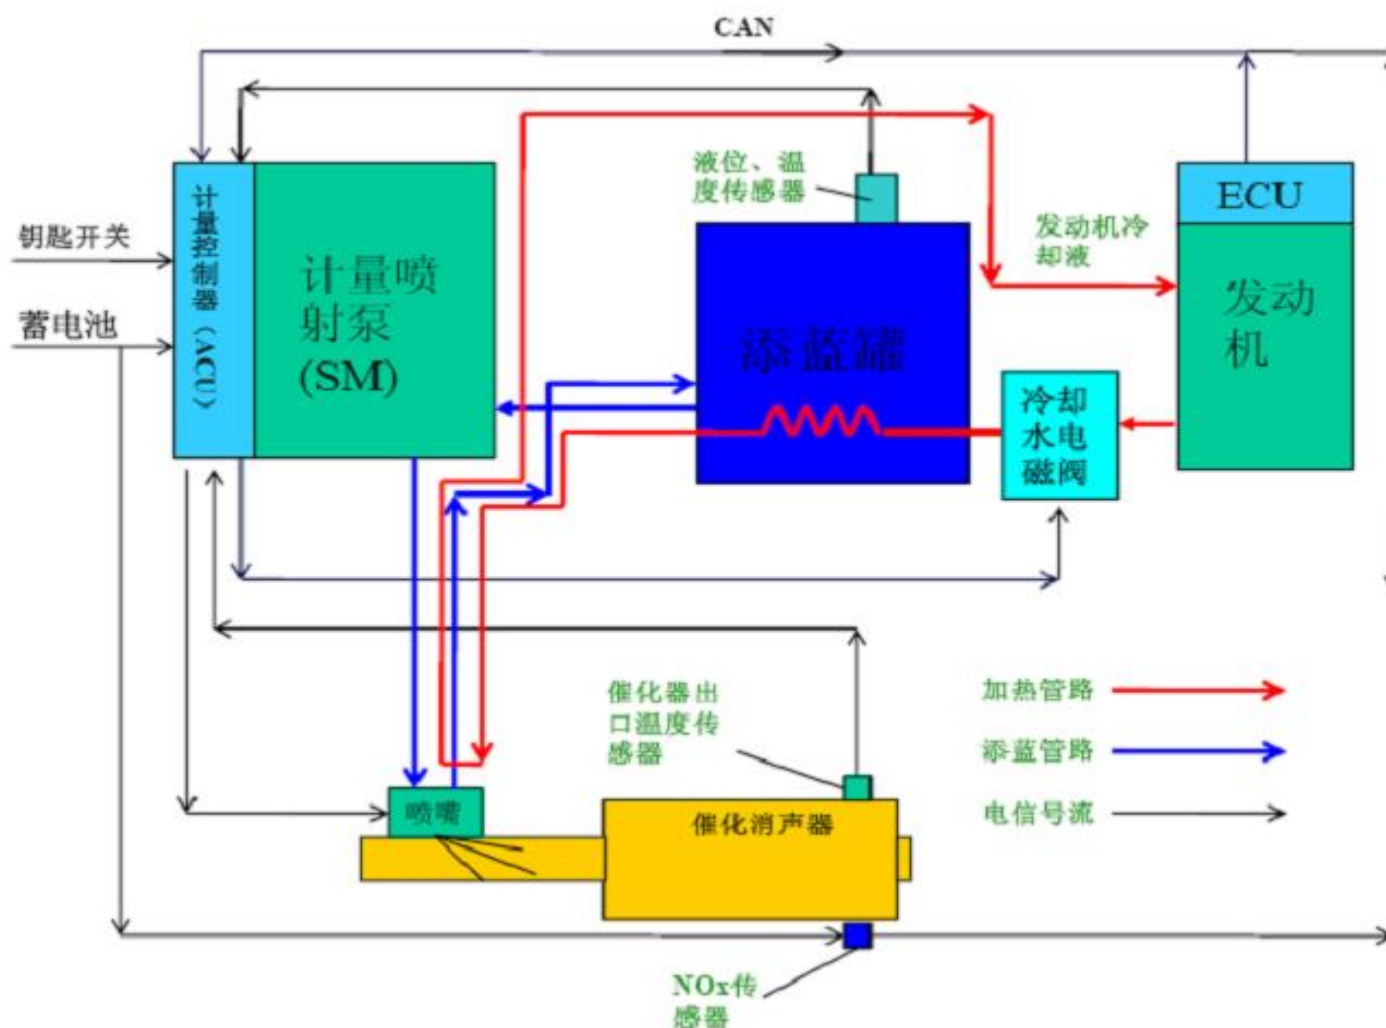 CAN
液位、温
度传感器
ECU
发动机冷
却液
钥匙开关
计量控制器（ACU）
计量喷
射泵
(SM)
蓄电池
添蓝罐
发动
机
冷却
水电
磁阀
催化器出
口温度传
感器
加热管路
添蓝管路
电信号流
喷嘴
催化消声器
NOx传
感器